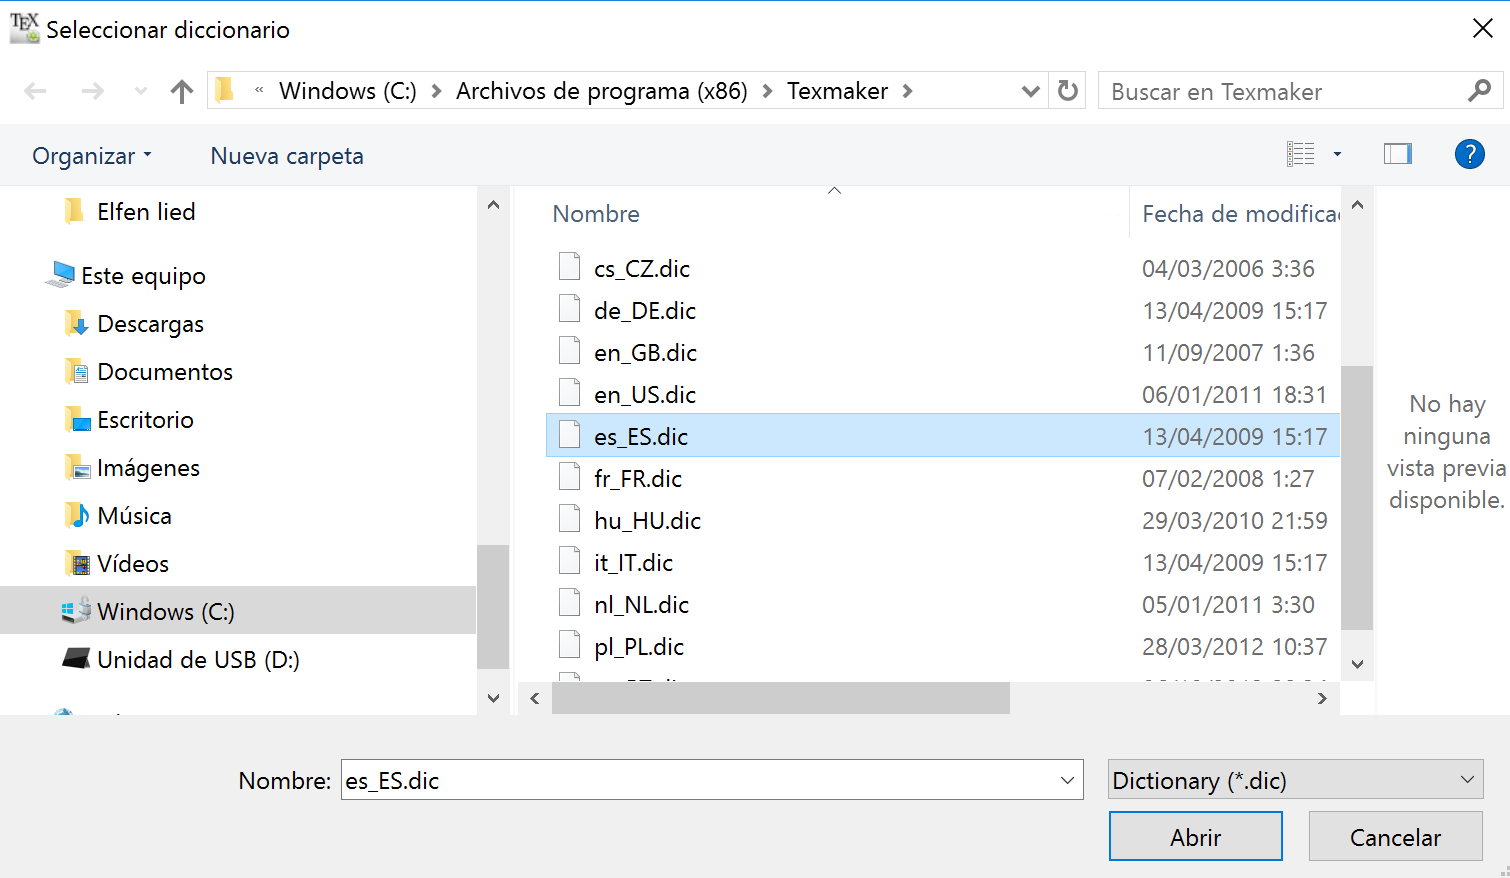 TEX Seleccionar diccionario
« Windows (C:) > Archivos de programa (x86) > Texmaker >
Buscar en Texmaker
Organizar
Nueva carpeta
?
Elfen lied
Este equipo
Descargas
Documentos
Escritorio
Imágenes
Música
Vídeos
Windows (C:)
Unidad de USB (D:)
Nombre Fecha de modifica
cs_CZ.dic 04/03/2006 3:36
de_DE.dic 13/04/2009 15:17
en_GB.dic 11/09/2007 1:36
en_US.dic 06/01/2011 18:31
es_ES.dic 13/04/2009 15:17
fr_FR.dic 07/02/2008 1:27
hu_HU.dic 29/03/2010 21:59
it_IT.dic 13/04/2009 15:17
nl_NL.dic 05/01/2011 3:30
pl_PL.dic 28/03/2012 10:37
No hay
ninguna
vista previa
disponible.
Nombre: es_ES.dic
Dictionary (*.dic)
Abrir
Cancelar